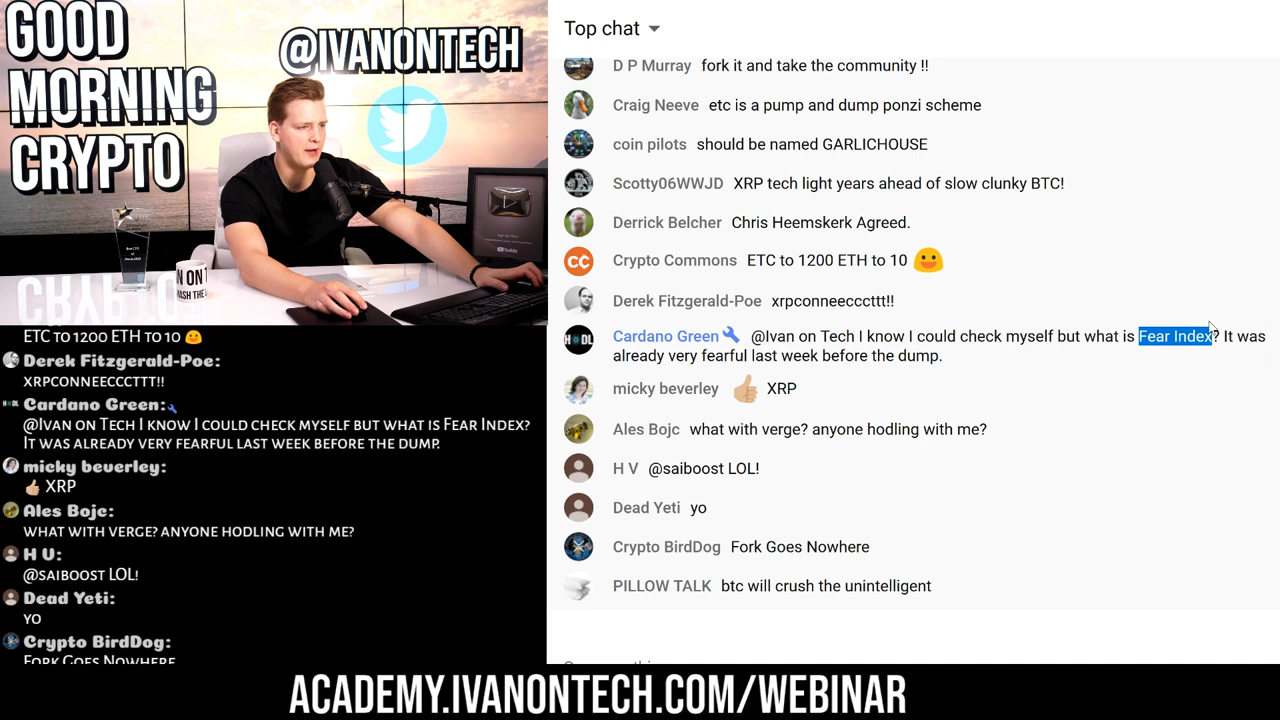 GOOD
MORNING
CRYPTO
@IVANONTECH
YouTube
ETC to 1200 ETH to 10 😃
Derek Fitzgerald-Poe:
xrpconneecccttt!!
Cardano Green:
@Ivan on Tech I know I could check myself but what is Fear Index?
It was already very fearful last week before the dump.
micky beverley:
👍🏼 XRP
Ales Bojc:
what with verge? anyone hodling with me?
H V:
@saiboost LOL!
Dead Yeti:
yo
Crypto BirdDog:
Fork Goes Nowhere
Top chat
D P Murray fork it and take the community !!
Craig Neeve etc is a pump and dump ponzi scheme
coin pilots should be named GARLICHOUSE
Scotty06WWJD XRP tech light years ahead of slow clunky BTC!
Derrick Belcher Chris Heemskerk Agreed.
CC Crypto Commons ETC to 1200 ETH to 10 😃
Derek Fitzgerald-Poe xrpconneecccttt!!
Cardano Green @Ivan on Tech I know I could check myself but what is Fear Index? It was
already very fearful last week before the dump.
micky beverley 👍🏼 XRP
Ales Bojc what with verge? anyone hodling with me?
H V @saiboost LOL!
Dead Yeti yo
Crypto BirdDog Fork Goes Nowhere
PILLOW TALK btc will crush the unintelligent
ACADEMY.IVANONTECH.COM/WEBINAR